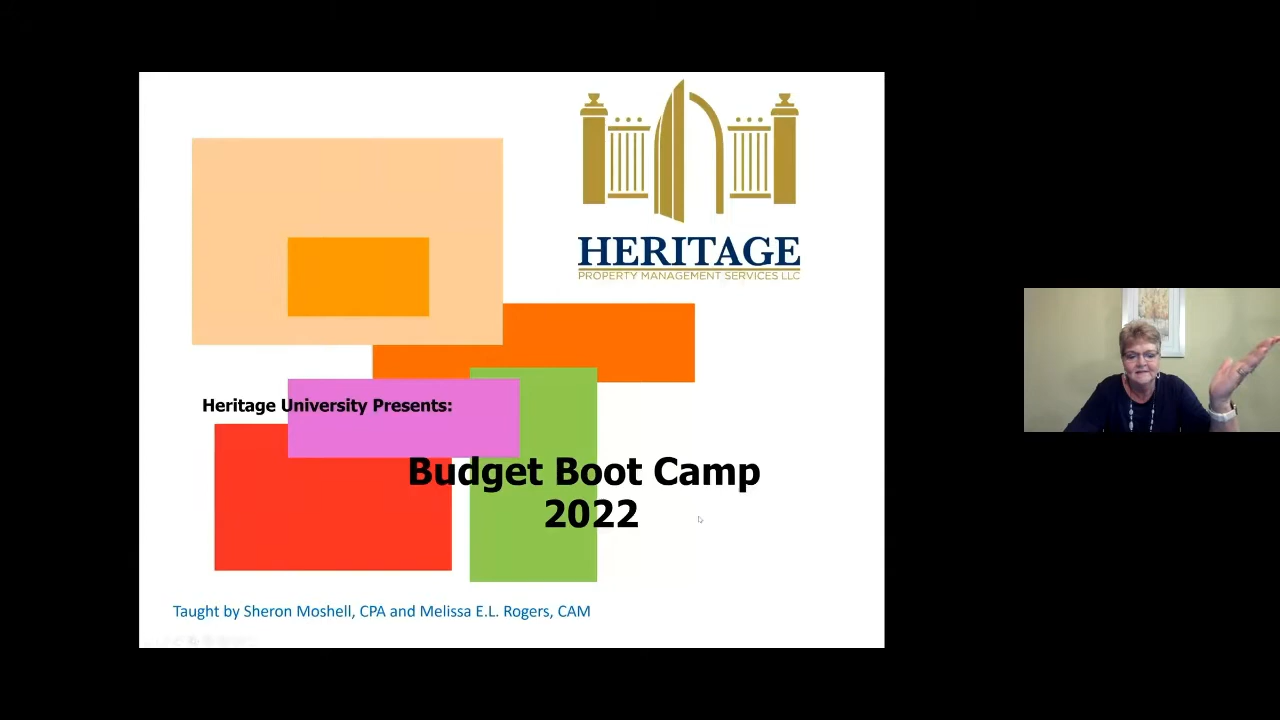 HERITAGE
PROPERTY MANAGEMENT SERVICES LLC
Heritage University Presents:
Budget Boot Camp
2022
Taught by Sheron Moshell, CPA and Melissa E.L. Rogers, CAM